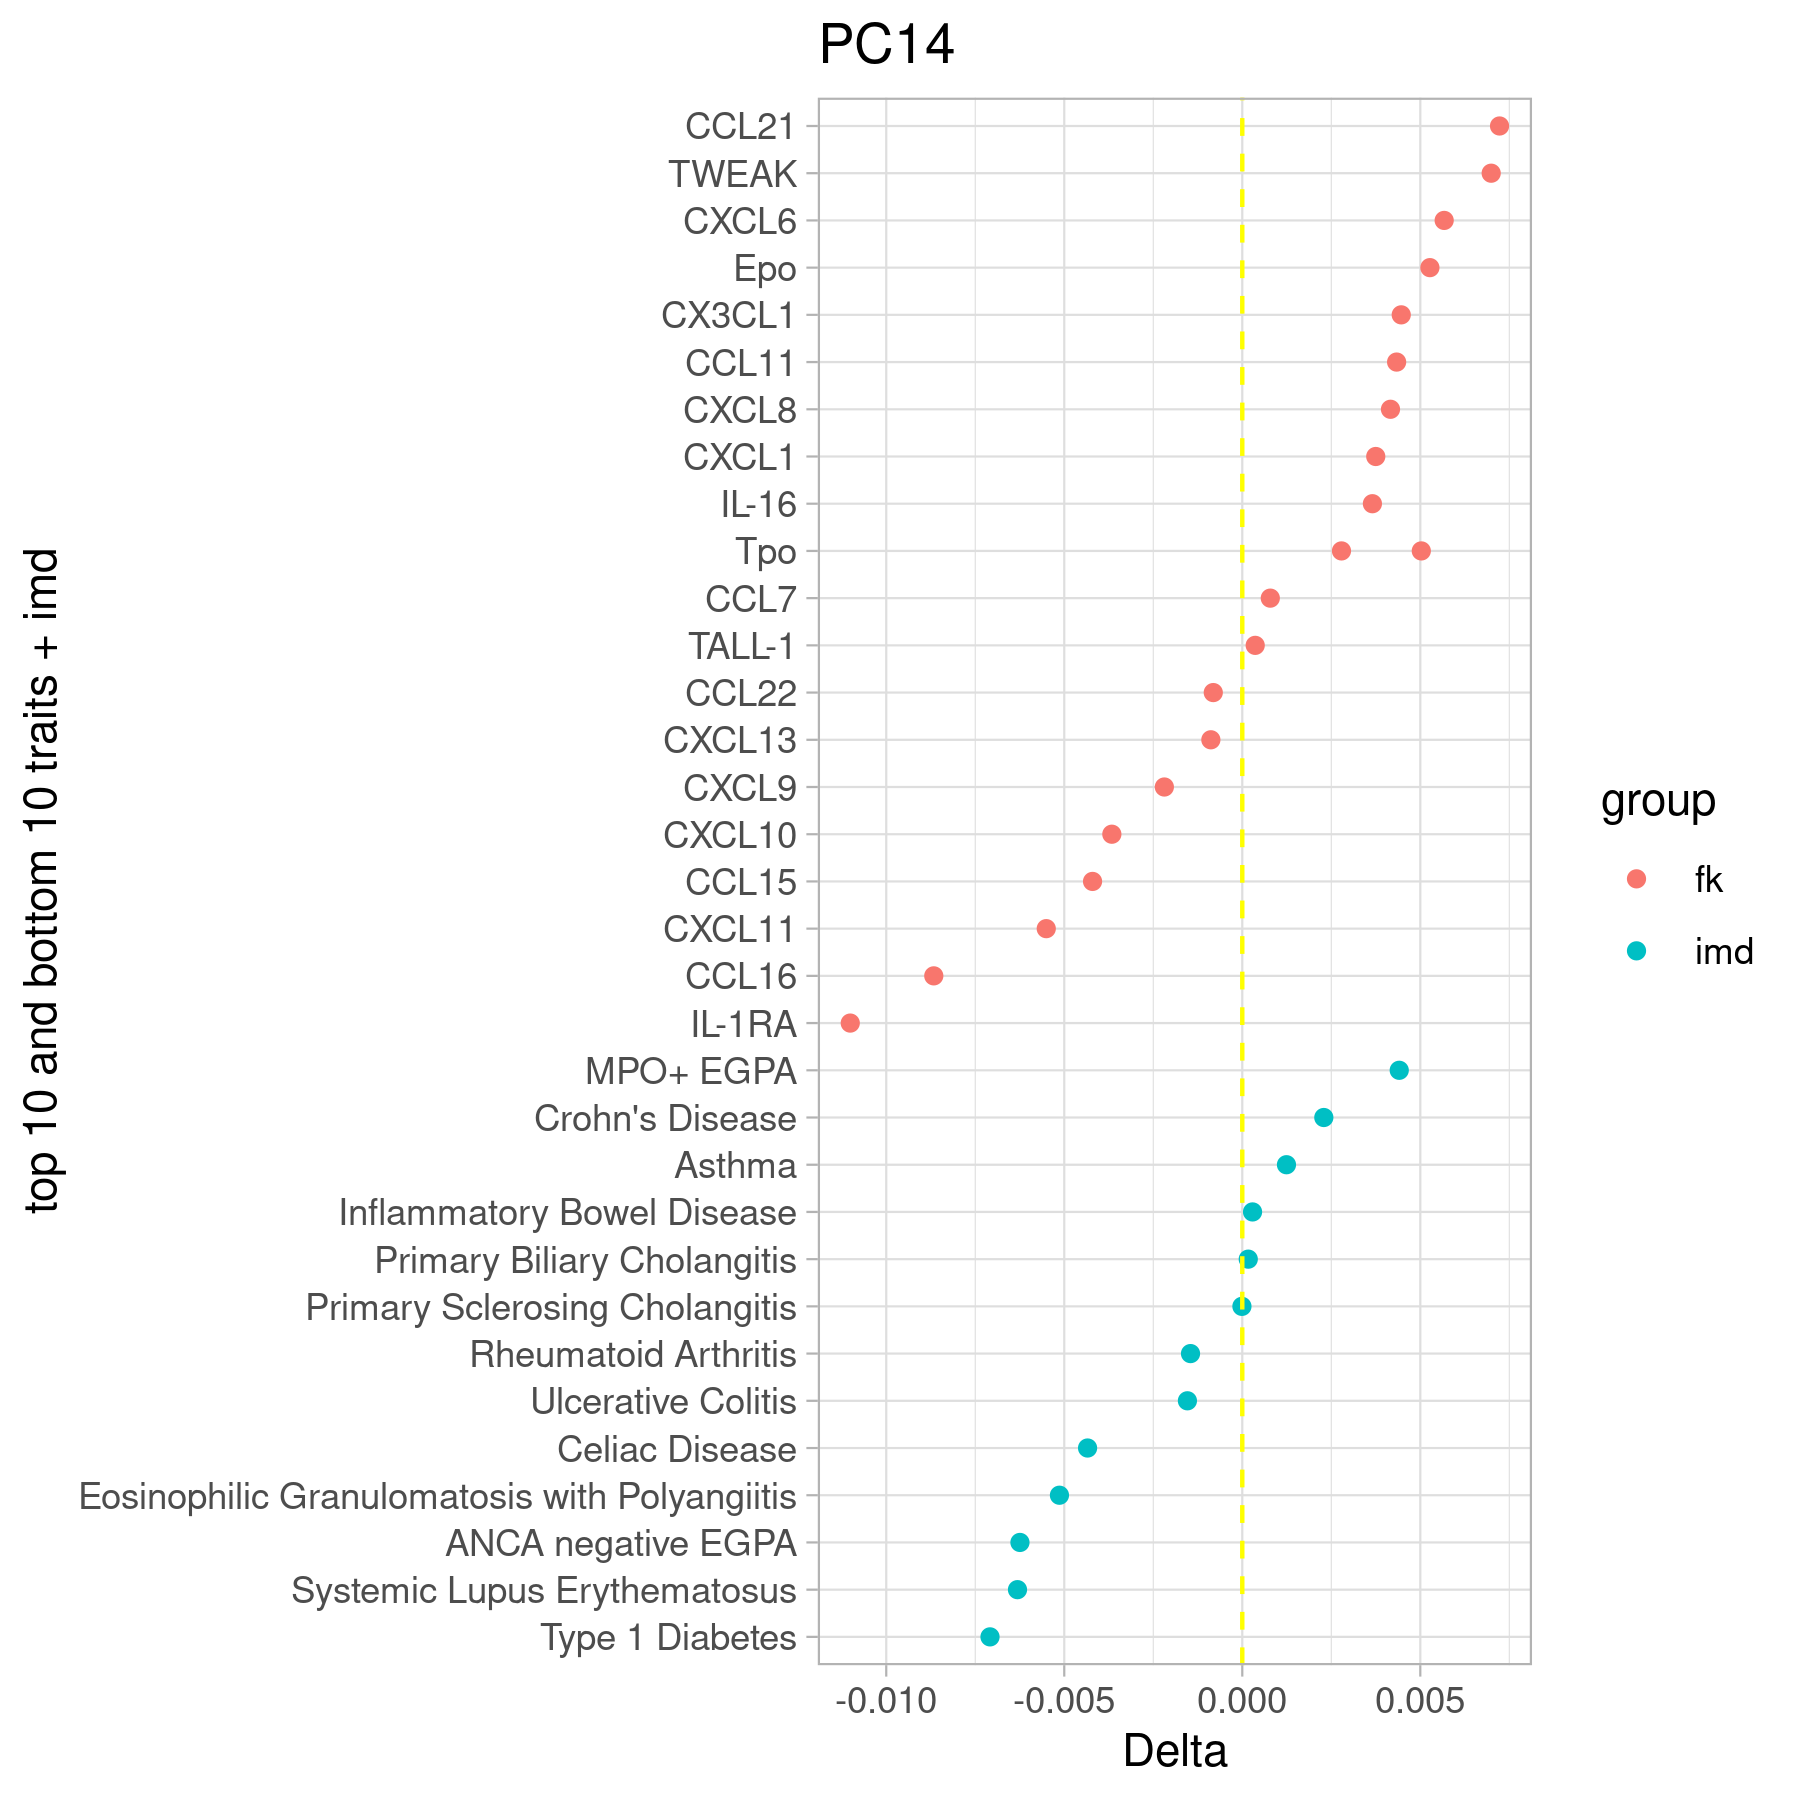 PC14
top 10 and bottom 10 traits + imd
CCL21
TWEAK
CXCL6
Epo
CX3CL1
CCL11
CXCL8
CXCL1
IL-16
Tpo
CCL7
TALL-1
CCL22
CXCL13
CXCL9
CXCL10
CCL15
CXCL11
CCL16
IL-1RA
MPO+ EGPA
Crohn's Disease
Asthma
Inflammatory Bowel Disease
Primary Biliary Cholangitis
Primary Sclerosing Cholangitis
Rheumatoid Arthritis
Ulcerative Colitis
Celiac Disease
Eosinophilic Granulomatosis with Polyangiitis
ANCA negative EGPA
Systemic Lupus Erythematosus
Type 1 Diabetes
-0.010 -0.005 0.000 0.005
Delta
group
fk
imd